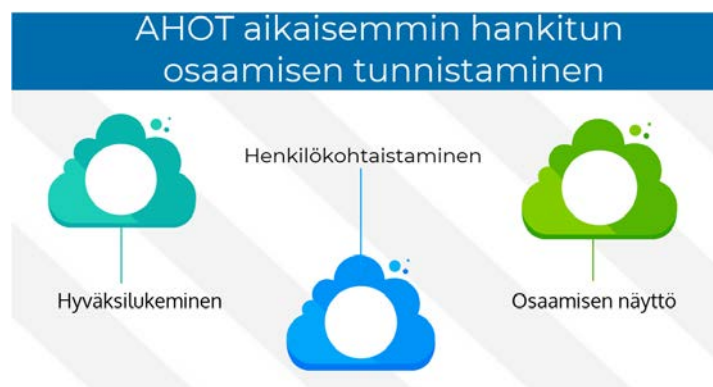 AHOT aikaisemmin hankitun
osaamisen tunnistaminen
Henkilökohtaistaminen
Hyväksilukeminen
Osaamisen näyttö